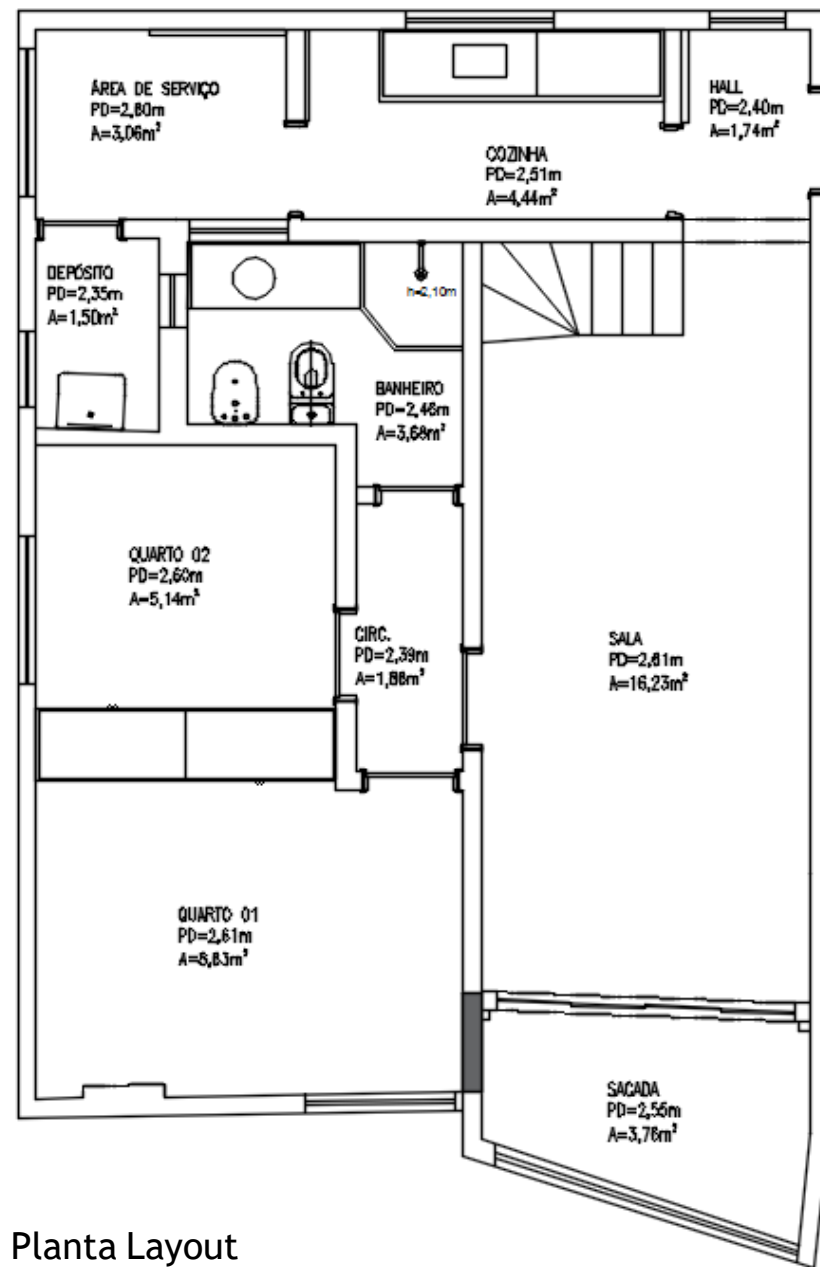 ÁREA DE SERVIÇO
PD=2,60m
A=3,06m²
HALL
PD=2,40m
A=1,74m²
COZINHA
PD=2,51m
A=4,44m²
DEPÓSITO
PD=2,35m
A=1,50m²
h=2,10m
BANHEIRO
PD=2,46m
A=3,68m²
QUARTO 02
PD=2,60m
A=5,14m²
CIRC.
PD=2,39m
SALA
PD=2,61m
A=16,23m²
QUARTO 01
PD=2,61m
SACADA
PD=2,55m
A=3,76m²
Planta Layout